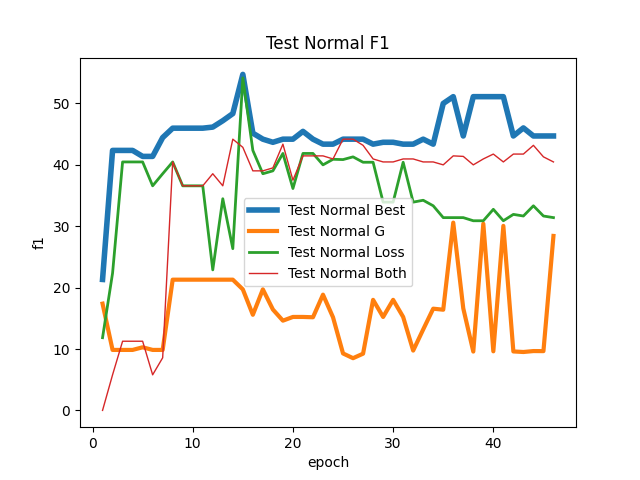 Test Normal F1
50
40
30
20
10
0
f1
Test Normal Best
Test Normal G
Test Normal Loss
Test Normal Both
0 10 20 30 40
epoch